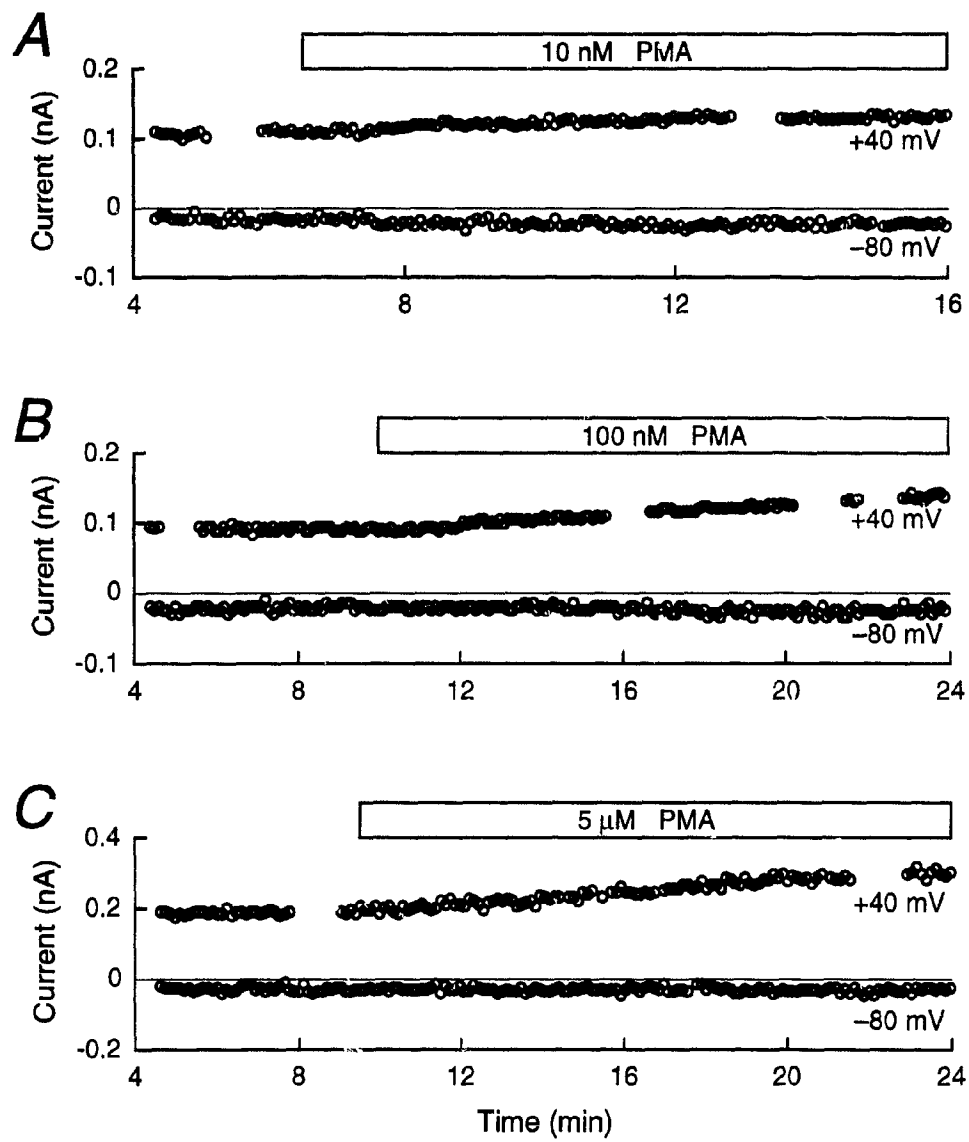 A
10 nM PMA
0.2
0.1
0
-0.1
Current (nA)
+40 mV
–80 mV
4 8 12 16
B
100 nM PMA
0.2
0.1
0
-0.1
Current (nA)
+40 mV
–80 mV
4 8 12 16 20 24
C
5 µM PMA
0.4
0.2
0
-0.2
Current (nA)
+40 mV
–80 mV
4 8 12 16 20 24
Time (min)